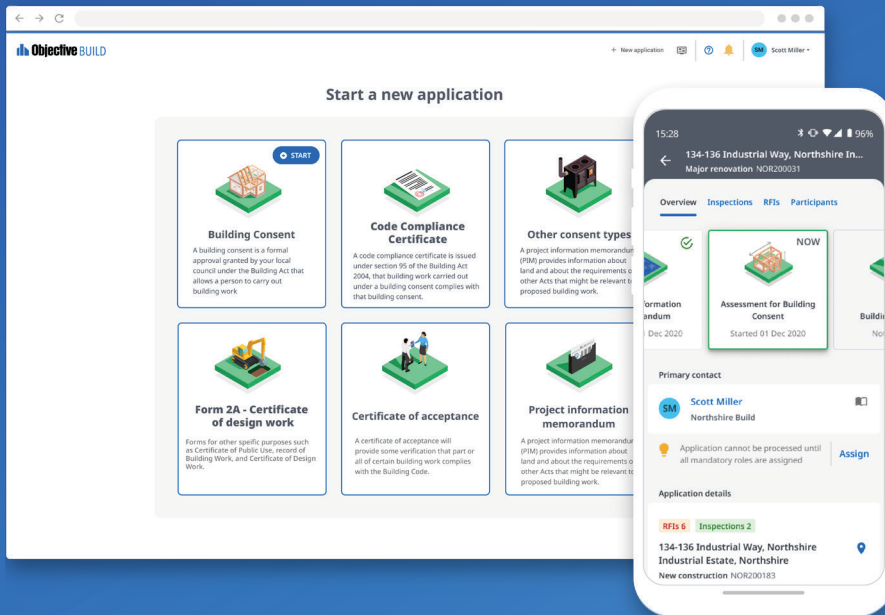 Objective BUILD
+ New application
SM Scott Miller
Start a new application
START
Building Consent
A building consent is a formal
approval granted by your local
council under the Building Act that
allows a person to carry out
building work
Code Compliance
Certificate
A code compliance certificate is issued
under section 95 of the Building Act
2004, that building work carried out
under a building consent complies with
that building consent.
Other consent types
A project information memorandum
(PIM) provides information about
land and about the requirements o
other Acts that might be relevant t
proposed building work.
Form 2A - Certificate
of design work
Forms for other spefic purposes such
as Certificate of Public Use, record of
Building Work, and Certificate of Design
Work.
Certificate of acceptance
A certificate of acceptance will
provide some verification that part or
all of certain building work complies
with the Building Code.
Project information
memorandum
A project information memorandum
(PIM) provides information about
land and about the requirements o
other Acts that might be relevant to
proposed building work.
15:28
96%
134-136 Industrial Way, Northshire In...
Major renovation NOR200031
Overview Inspections RFIs Participants
ormation
andum
Dec 2020
NOW
Assessment for Building
Consent
Started 01 Dec 2020
Buildi
No
Primary contact
SM
Scott Miller
Northshire Build
Application cannot be processed until
all mandatory roles are assigned
Assign
Application details
RFIs 6 Inspections 2
134-136 Industrial Way, Northshire
Industrial Estate, Northshire
New construction NOR200183